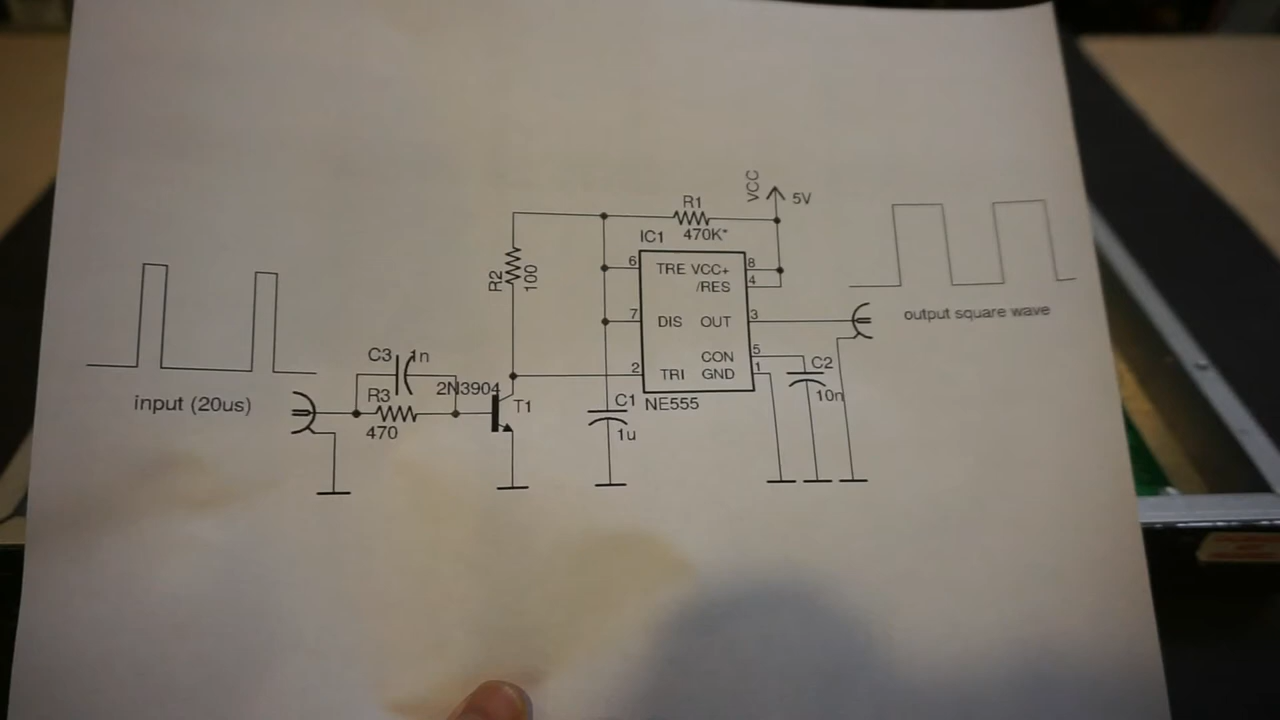 VCC
5V
R1
470K*
IC1
6
7
2
TRE VCC+
/RES
DIS OUT
CON
TRI GND
8
4
3
5
1
NE555
R2
100
C3
1n
R3
470
2N3904
T1
C1
1u
C2
10n
input (20us)
output square wave